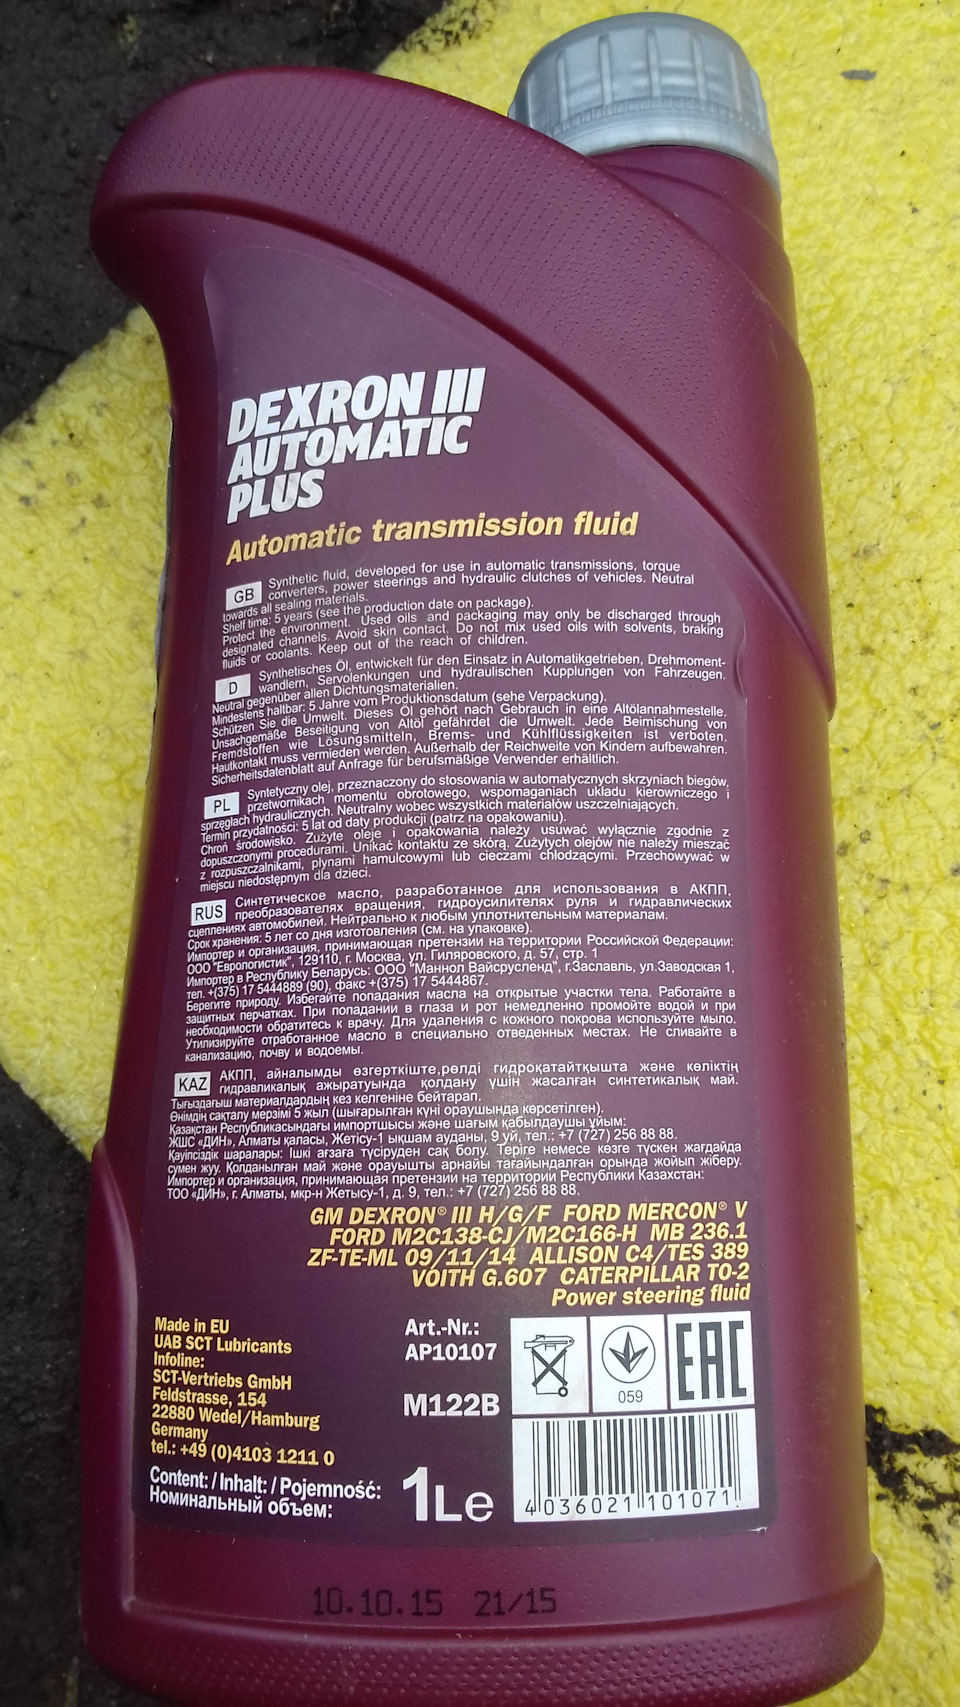 DEXRON III
AUTOMATIC
PLUS
Automatic transmission fluid
GB Synthetic fluid, developed for use in automatic transmissions, torque
converters, power steerings and hydraulic clutches of vehicles. Neutral
towards all sealing materials.
Shelf time: 5 years (see the production date on package).
Protect the environment. Used oils and packaging may only be discharged through
designated channels. Avoid skin contact. Do not mix used oils with solvents, braking
fluids or coolants. Keep out of the reach of children.
D Synthetisches Öl, entwickelt für den Einsatz in Automatikgetrieben, Drehmoment-
wandlern, Servolenkungen und hydraulischen Kupplungen von Fahrzeugen.
Neutral gegenüber allen Dichtungsmaterialien.
Mindestens haltbar: 5 Jahre vom Produktionsdatum (sehe Verpackung).
Schützen Sie die Umwelt. Dieses Öl gehört nach Gebrauch in eine Altölannahmestelle.
Unsachgemäße Beseitigung von Altöl gefährdet die Umwelt. Jede Beimischung von
Fremdstoffen wie Lösungsmitteln, Brems- und Kühlflüssigkeiten ist verboten.
Hautkontakt muss vermieden werden. Außerhalb der Reichweite von Kindern aufbewahren.
Sicherheitsdatenblatt auf Anfrage für berufsmäßige Verwender erhältlich.
PL Syntetyczny olej, przeznaczony do stosowania w automatycznych skrzyniach biegów,
przetwornikach momentu obrotowego, wspomaganiach układu kierowniczego i
sprzęgłach hydraulicznych. Neutralny wobec wszystkich materiałów uszczelniających.
Termin przydatności: 5 lat od daty produkcji (patrz na opakowaniu).
Chroń środowisko. Zużyte oleje i opakowania należy usuwać wyłącznie zgodnie z
dopuszczonymi procedurami. Unikać kontaktu ze skórą. Zużytych olejów nie należy mieszać
z rozpuszczalnikami, płynami hamulcowymi lub cieczami chłodzącymi. Przechowywać w
miejscu niedostępnym dla dzieci.
RUS Синтетическое масло, разработанное для использования в АКПП,
преобразователях вращения, гидроусилителях руля и гидравлических
сцеплениях автомобилей. Нейтрально к любым уплотнительным материалам.
Срок хранения: 5 лет со дня изготовления (см. на упаковке).
Импортер и организация, принимающая претензии на территории Российской Федерации:
ООО "Еврологистик", 129110, г. Москва, ул. Гиляровского, д. 57, стр. 1
Импортер в Республику Беларусь: ООО "Маннол Вайсрусленд", г.Заславль, ул.Заводская 1,
тел. +(375) 17 5444889 (90), факс +(375) 17 5444867.
Берегите природу. Избегайте попадания масла на открытые участки тела. Работайте в
защитных перчатках. При попадании в глаза и рот немедленно промойте водой и при
необходимости обратитесь к врачу. Для удаления с кожного покрова используйте мыло.
Утилизируйте отработанное масло в специально отведенных местах. Не сливайте в
канализацию, почву и водоемы.
KAZ АКПП, айналымды өзгерткіште,рөлді гидроқатайтқышта және көліктің
гидравликалық ажыратуында қолдану үшін жасалған синтетикалық май.
Тығыздағыш материалдардың кез келгеніне бейтарап.
Өнімдің сақталу мерзімі 5 жыл (шығарылған күні ораушында көрсетілген).
Қазақстан Республикасындағы импортшысы және шағым қабылдаушы ұйым:
ЖШС «ДИН», Алматы қаласы, Жетісу-1 ықшам ауданы, 9 үй, тел.: +7 (727) 256 88 88.
Қауіпсіздік шаралары: Ішкі ағзаға түсіруден сақ болу. Теріге немесе көзге түскен жағдайда
сумен жуу. Қолданылған май және орауышты арнайы тағайындалған орында жойып жіберу.
Импортер и организация, принимающая претензии на территории Республики Казахстан:
ТОО «ДИН», г. Алматы, мкр-н Жетысу-1, д. 9, тел.: +7 (727) 256 88 88.
GM DEXRON® III H/G/F FORD MERCON® V
FORD M2C138-CJ/M2C166-H MB 236.1
ZF-TE-ML 09/11/14 ALLISON C4/TES 389
VOITH G.607 CATERPILLAR TO-2
Power steering fluid
Made in EU
UAB SCT Lubricants
Infoline:
SCT-Vertriebs GmbH
Feldstrasse, 154
22880 Wedel/Hamburg
Germany
tel.: +49 (0)4103 1211 0
Art.-Nr.:
AP10107
M122B
059
EAC
Content: / Inhalt: / Pojemność:
Номинальный объем:
1Le
4 036021 101071
10.10.15 21/15